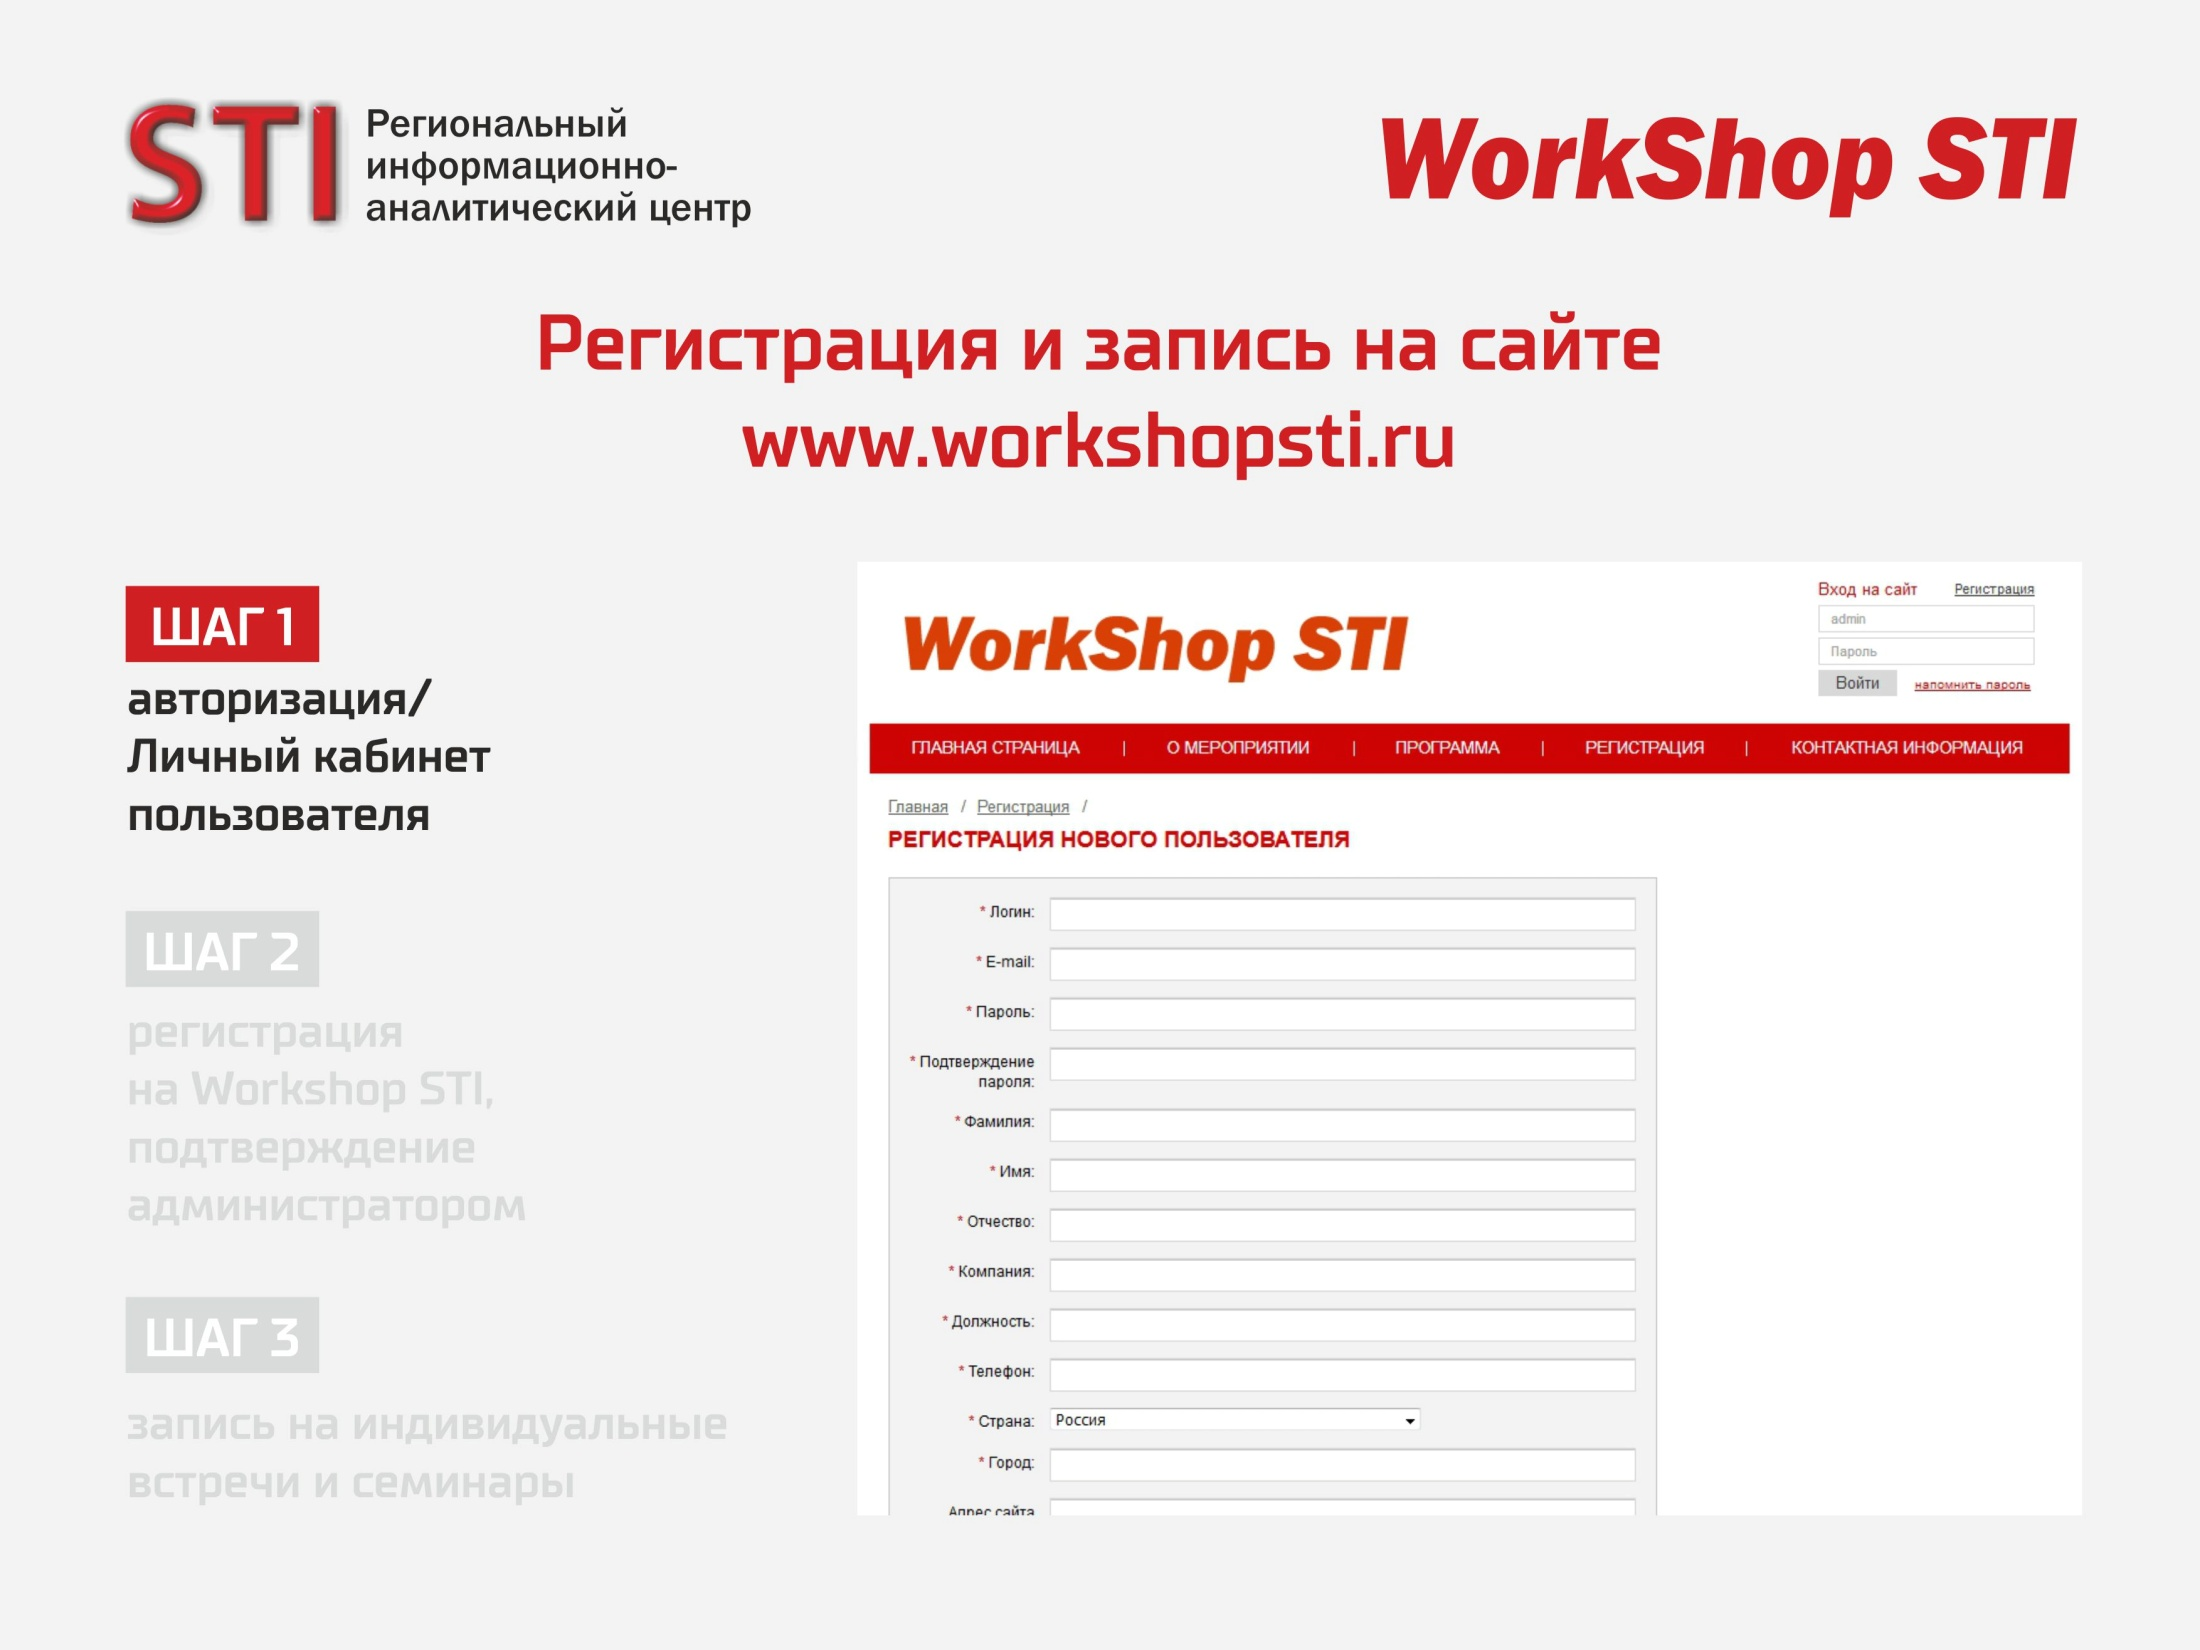 STI
Региональный
информационно-
аналитический центр
WorkShop STI
Регистрация и запись на сайте
www.workshopsti.ru
ШАГ 1
авторизация/
Личный кабинет
пользователя
ШАГ 2
регистрация
на Workshop STI,
подтверждение
администратором
ШАГ 3
запись на индивидуальные
встречи и семинары
WorkShop STI
Вход на сайт Регистрация
admin
Пароль
Войти напомнить пароль
ГЛАВНАЯ СТРАНИЦА | О МЕРОПРИЯТИИ | ПРОГРАММА | РЕГИСТРАЦИЯ | КОНТАКТНАЯ ИНФОРМАЦИЯ
Главная / Регистрация /
РЕГИСТРАЦИЯ НОВОГО ПОЛЬЗОВАТЕЛЯ
* Логин:
* E-mail:
* Пароль:
* Подтверждение
пароля:
* Фамилия:
* Имя:
* Отчество:
* Компания:
* Должность:
* Телефон:
* Страна: Россия
* Город:
Адрес сайта